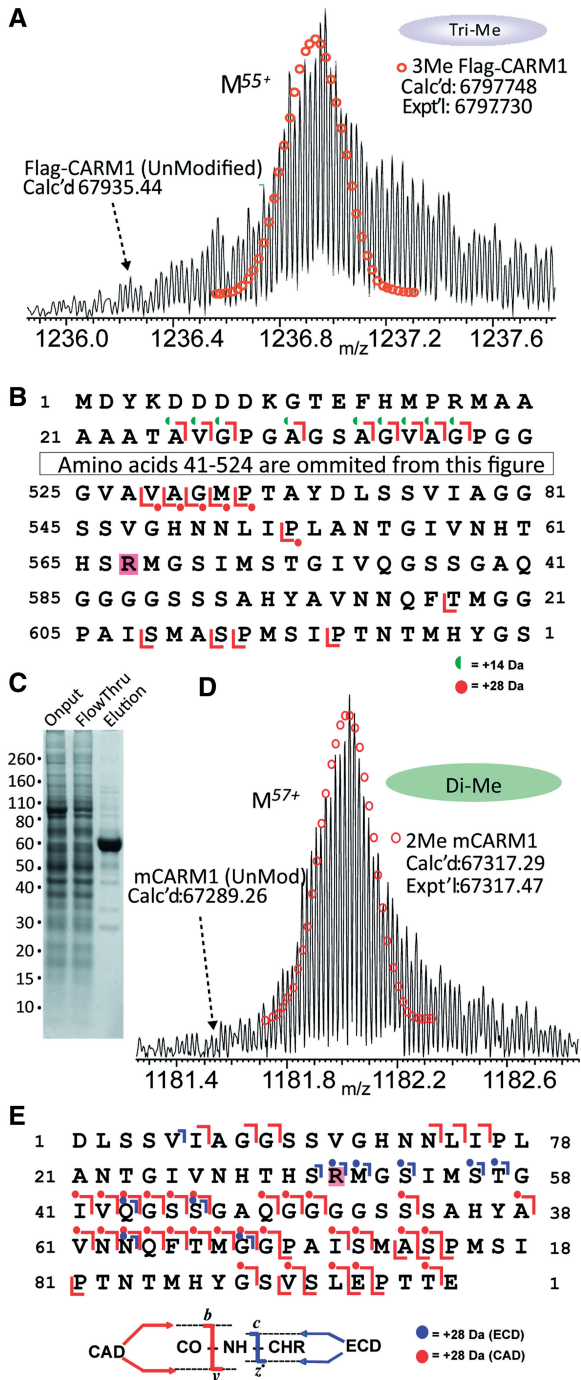 A
Tri-Me
M55+
3Me Flag-CARM1
Calc'd: 6797748
Expt'l: 6797730
Flag-CARM1 (UnModified)
Calc'd 67935.44
1236.0 1236.4 1236.8 1237.2 1237.6
m/z
B
1 M D Y K D D D D K G T E F H M P R M A A
21 A A A T A V G P G A G S A G V A G P G G
Amino acids 41-524 are ommited from this figure
525 G V A V A G M P T A Y D L S S V I A G G 81
545 S S V G H N N L I P L A N T G I V N H T 61
565 H S R M G S I M S T G I V Q G S S G A Q 41
585 G G G G S S S A H Y A V N N Q F T M G G 21
605 P A I S M A S P M S I P T N T M H Y G S 1
= +14 Da
= +28 Da
C
Onput
FlowThru
Elution
260
160
110
80
60
50
40
30
20
15
10
D
M57+
Di-Me
2Me mCARM1
Calc'd:67317.29
Expt'l:67317.47
mCARM1 (UnMod)
Calc'd:67289.26
1181.4 1181.8 1182.2 1182.6
m/z
E
1 D L S S V I A G G S S V G H N N L I P L 78
21 A N T G I V N H T H S R M G S I M S T G 58
41 I V Q G S S G A Q G G G G S S S A H Y A 38
61 V N N Q F T M G G P A I S M A S P M S I 18
81 P T N T M H Y G S V S L E P T T E 1
b c
CAD CO NH CHR ECD
y z•
= +28 Da (ECD)
= +28 Da (CAD)